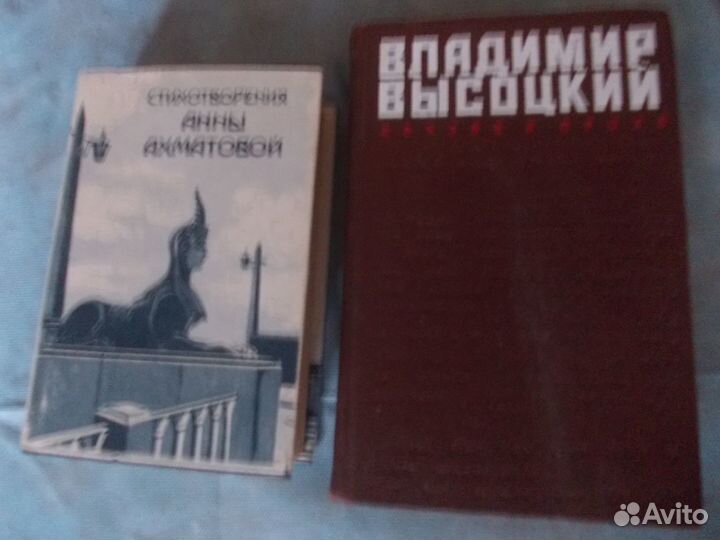 СТИХОТВОРЕНИЯ
АННЫ
АХМАТОВОЙ
ВЛАДИМИР
ВЫСОЦКИЙ
Avito